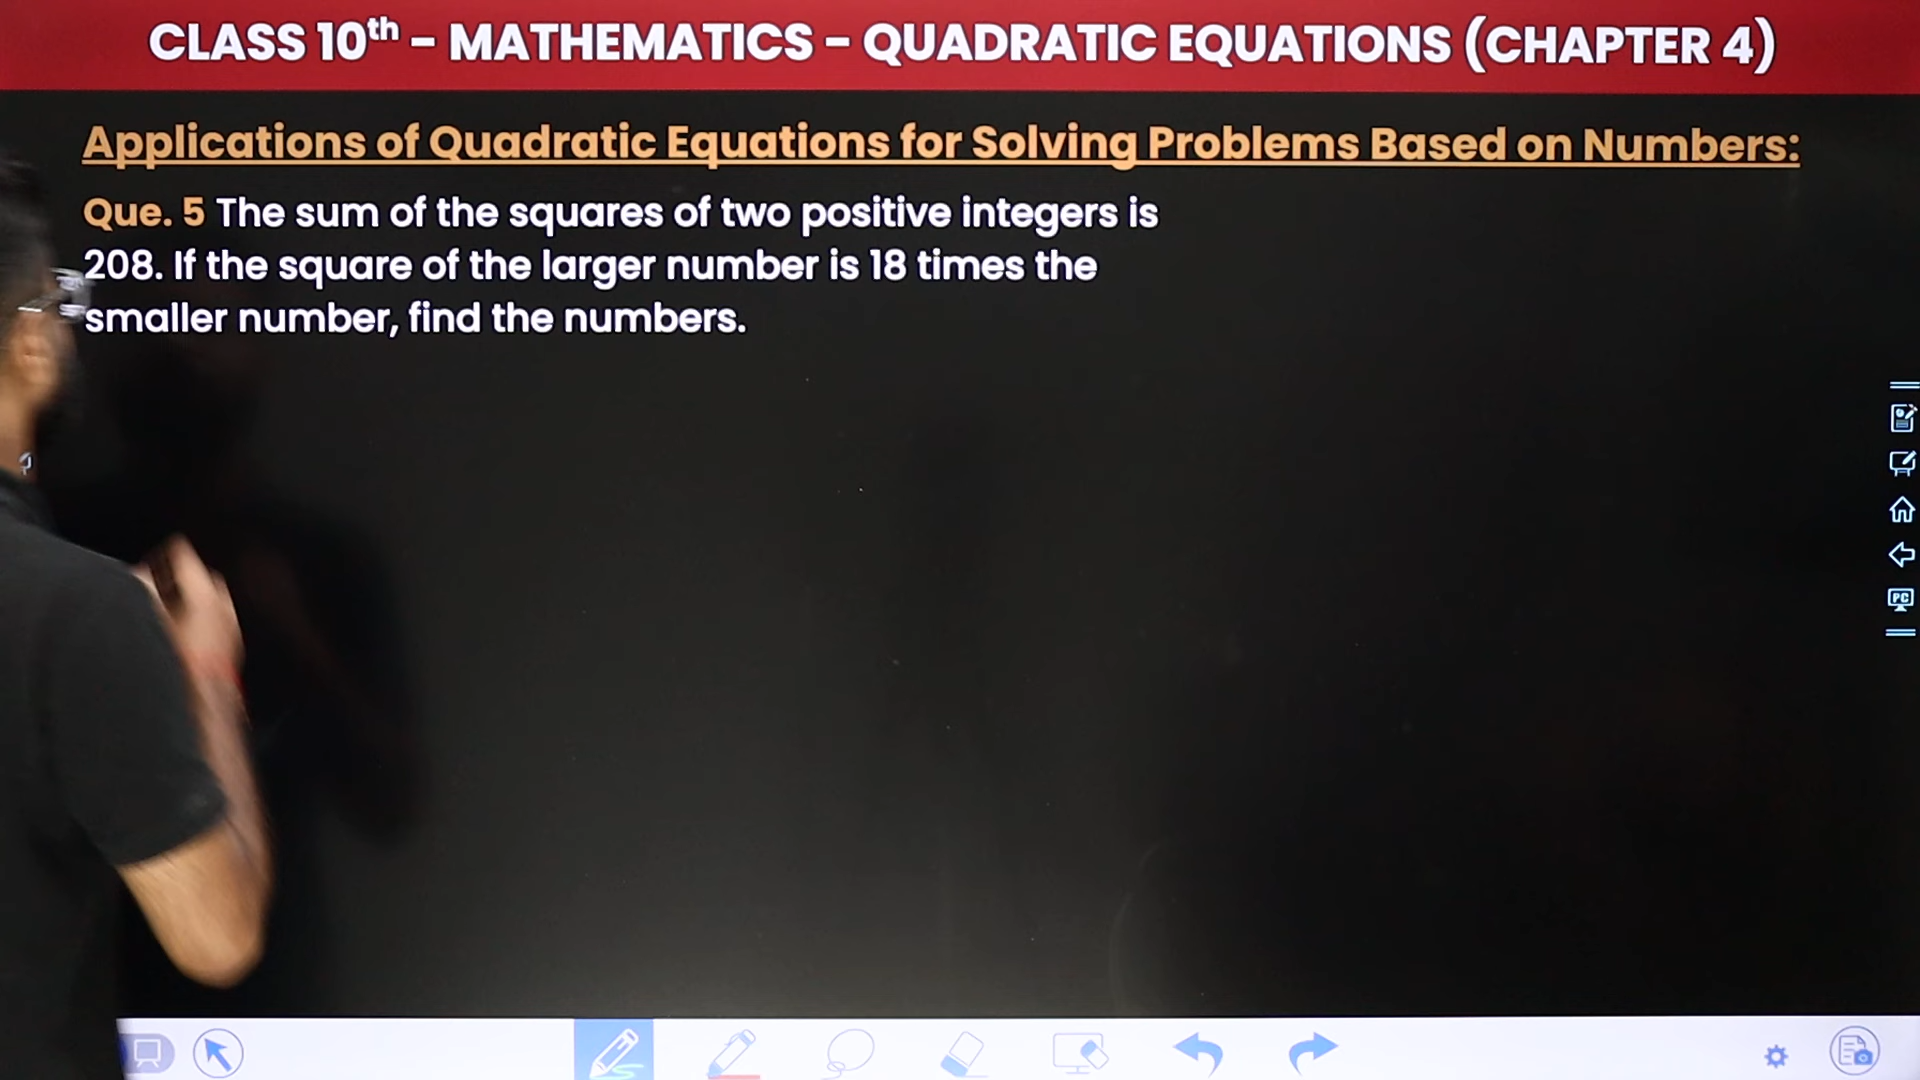 CLASS 10th - MATHEMATICS - QUADRATIC EQUATIONS (CHAPTER 4)
Applications of Quadratic Equations for Solving Problems Based on Numbers:
Que. 5 The sum of the squares of two positive integers is
208. If the square of the larger number is 18 times the
smaller number, find the numbers.
PC